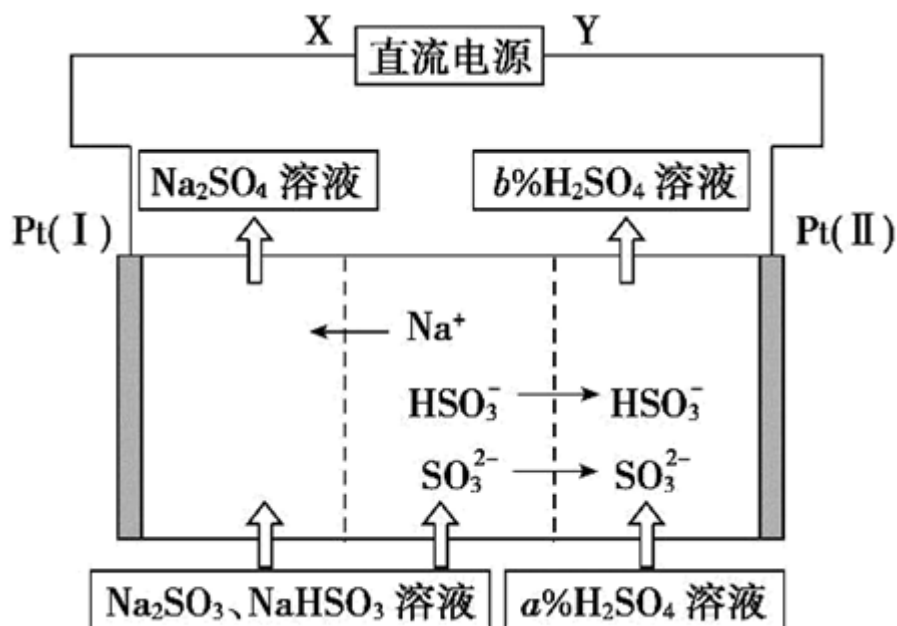 X 直流电源 Y
Na₂SO₄ 溶液 b%H₂SO₄ 溶液
Pt(Ⅰ) Pt(Ⅱ)
Na⁺
HSO₃⁻ HSO₃⁻
SO₃²⁻ SO₃²⁻
Na₂SO₃、NaHSO₃ 溶液 a%H₂SO₄ 溶液